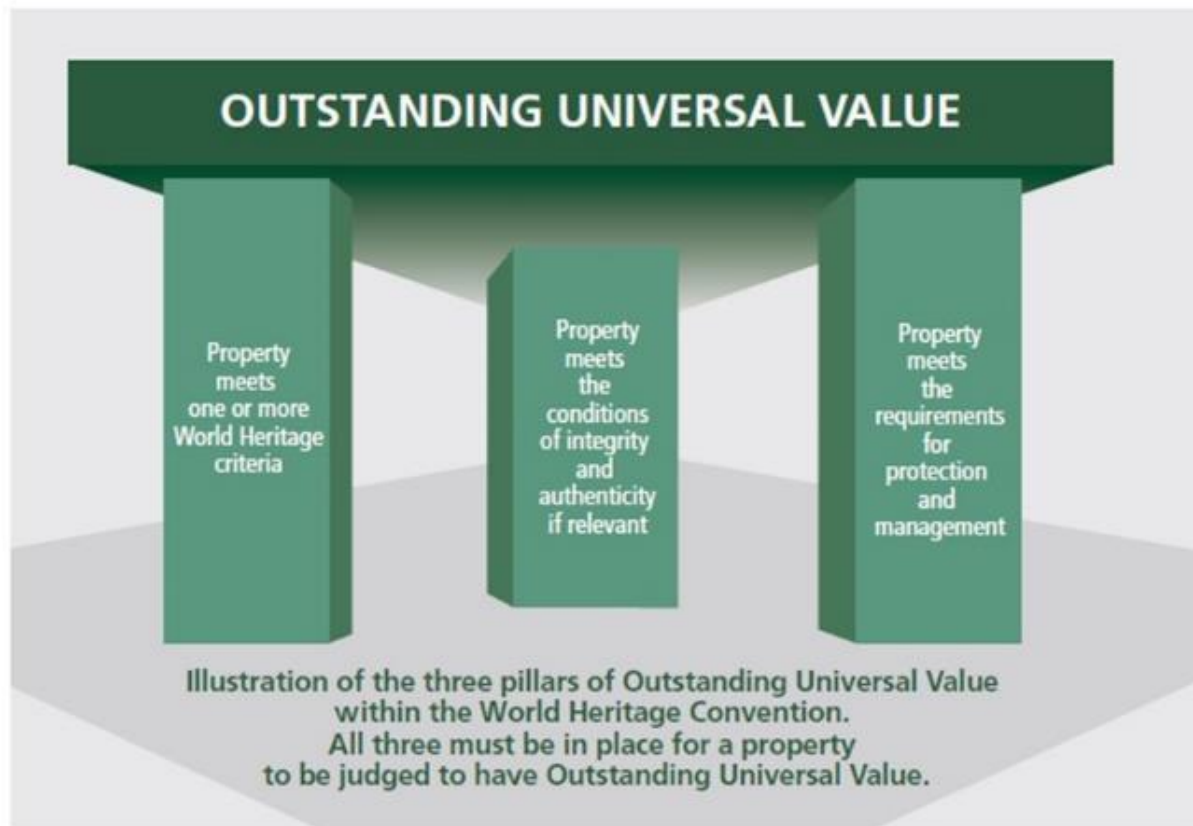 OUTSTANDING UNIVERSAL VALUE
Property
meets
one or more
World Heritage
criteria
Property
meets
the
conditions
of integrity
and
authenticity
if relevant
Property
meets
the
requirements
for
protection
and
management
Illustration of the three pillars of Outstanding Universal Value
within the World Heritage Convention.
All three must be in place for a property
to be judged to have Outstanding Universal Value.